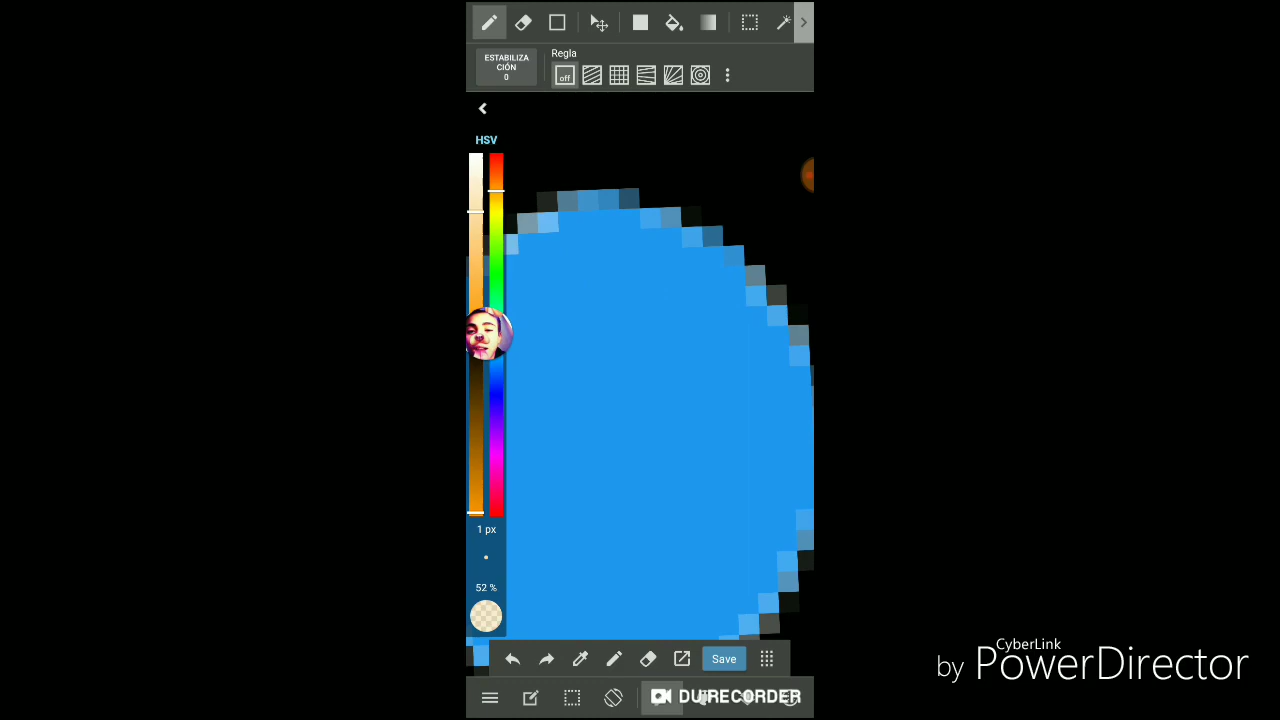 Regla
ESTABILIZA
CIÓN
0
off
HSV
1 px
52 %
Save
DU RECORDER
CyberLink
by PowerDirector